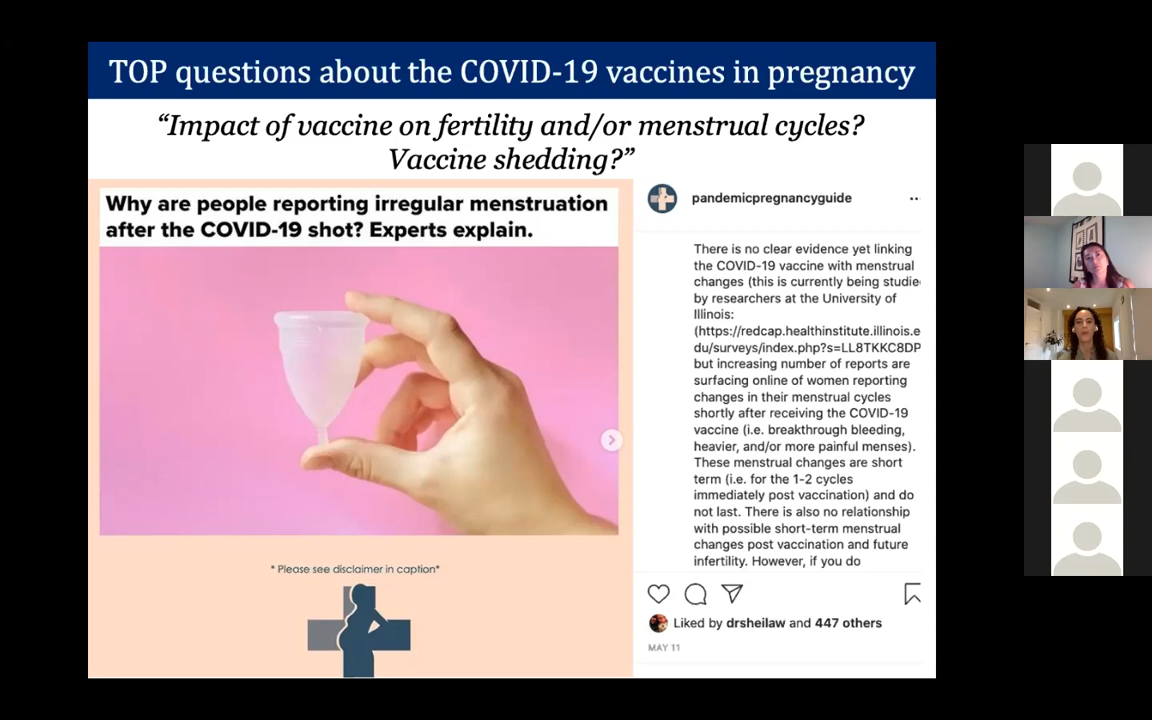 TOP questions about the COVID-19 vaccines in pregnancy
“Impact of vaccine on fertility and/or menstrual cycles?
Vaccine shedding?”
Why are people reporting irregular menstruation
after the COVID-19 shot? Experts explain.
* Please see disclaimer in caption*
pandemicpregnancyguide
There is no clear evidence yet linking
the COVID-19 vaccine with menstrual
changes (this is currently being studie
by researchers at the University of
Illinois:
(https://redcap.healthinstitute.illinois.e
du/surveys/index.php?s=LL8TKKC8DP
but increasing number of reports are
surfacing online of women reporting
changes in their menstrual cycles
shortly after receiving the COVID-19
vaccine (i.e. breakthrough bleeding,
heavier, and/or more painful menses).
These menstrual changes are short
term (i.e. for the 1-2 cycles
immediately post vaccination) and do
not last. There is also no relationship
with possible short-term menstrual
changes post vaccination and future
infertility. However, if you do
Liked by drsheilaw and 447 others
MAY 11